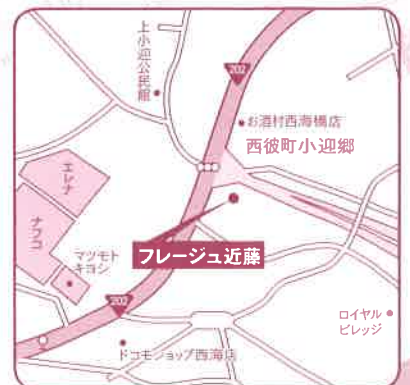 上小迎公民館
202
お酒村西海橋店
西彼町小迎郷
エレナ
ナフコ
マツモト
キヨシ
フレージュ近藤
202
ロイヤル
ビレッジ
ドコモショップ西海店